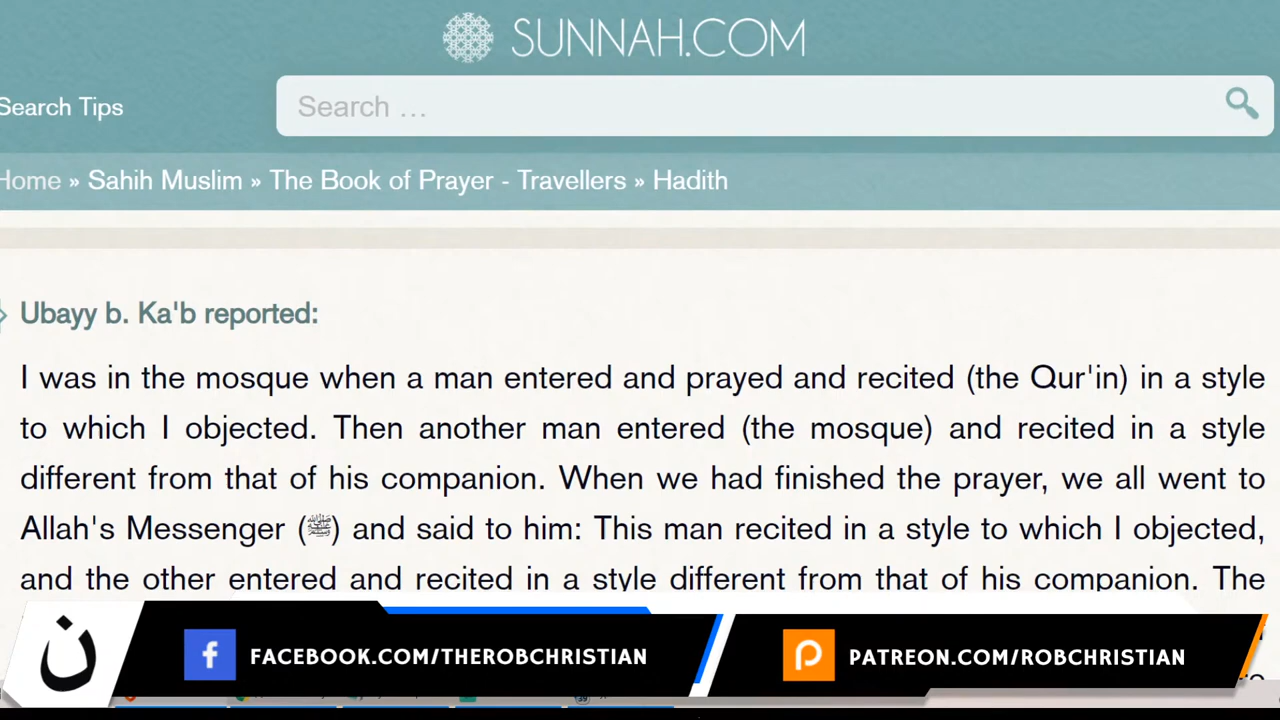 SUNNAH.COM
Search Tips
Search ...
Home » Sahih Muslim » The Book of Prayer - Travellers » Hadith
Ubayy b. Ka'b reported:
I was in the mosque when a man entered and prayed and recited (the Qur'in) in a style
to which I objected. Then another man entered (the mosque) and recited in a style
different from that of his companion. When we had finished the prayer, we all went to
Allah's Messenger (ﷺ) and said to him: This man recited in a style to which I objected,
and the other entered and recited in a style different from that of his companion. The
ن
f FACEBOOK.COM/THEROBCHRISTIAN
PATREON.COM/ROBCHRISTIAN